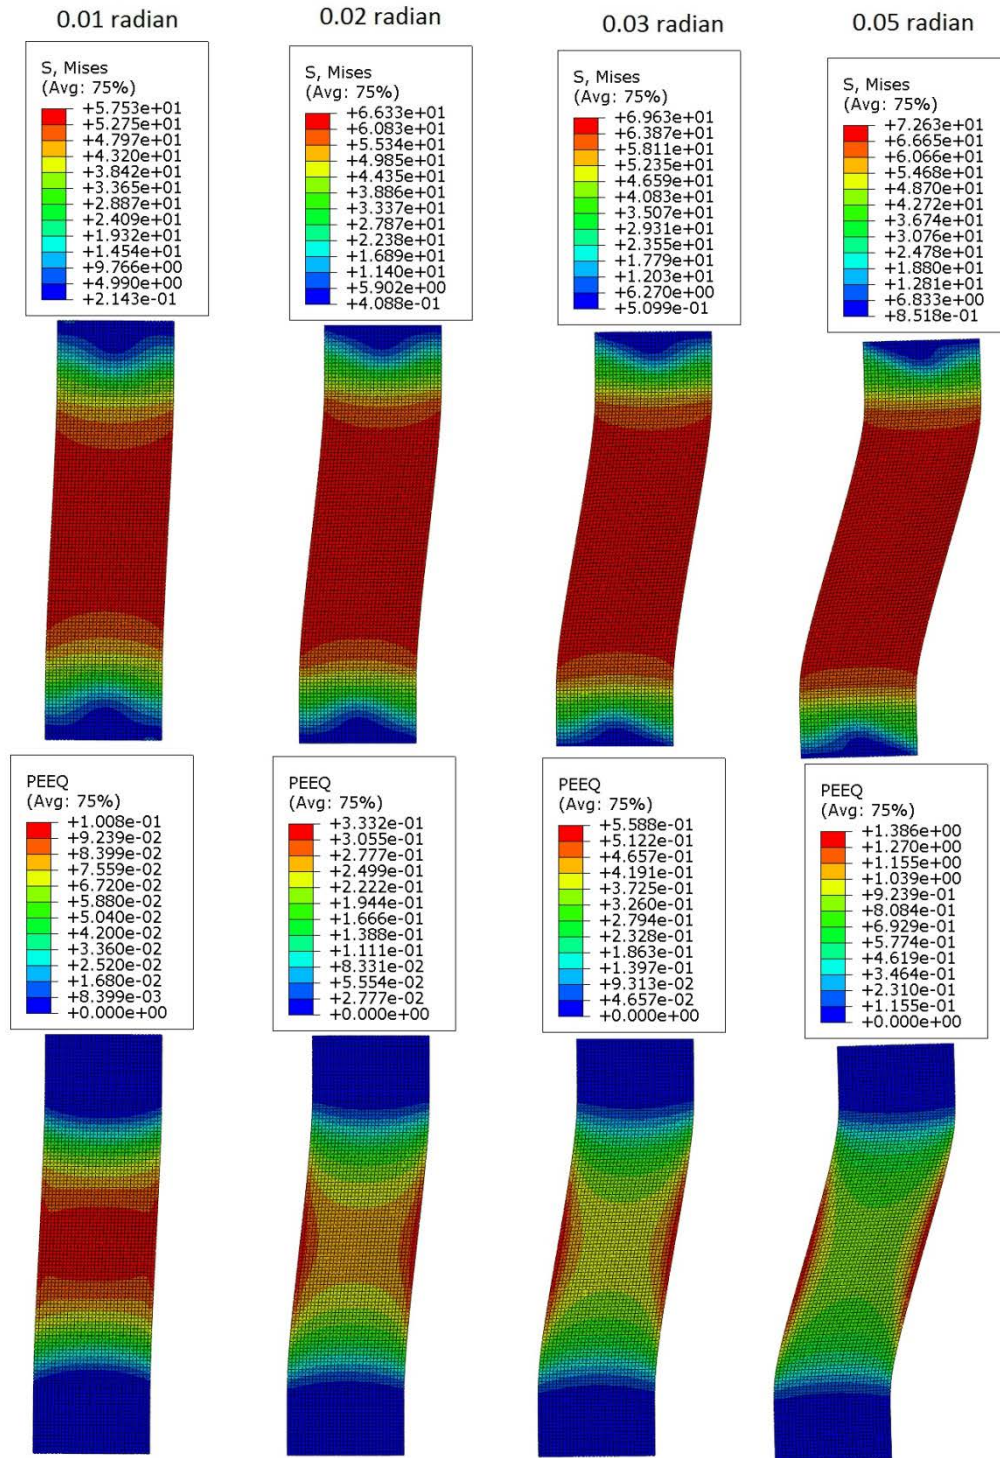 0.01 radian
0.02 radian
0.03 radian
0.05 radian
S, Mises
(Avg: 75%)
+5.753e+01
+5.275e+01
+4.797e+01
+4.320e+01
+3.842e+01
+3.365e+01
+2.887e+01
+2.409e+01
+1.932e+01
+1.454e+01
+9.766e+00
+4.990e+00
+2.143e-01
S, Mises
(Avg: 75%)
+6.633e+01
+6.083e+01
+5.534e+01
+4.985e+01
+4.435e+01
+3.886e+01
+3.337e+01
+2.787e+01
+2.238e+01
+1.689e+01
+1.140e+01
+5.902e+00
+4.088e-01
S, Mises
(Avg: 75%)
+6.963e+01
+6.387e+01
+5.811e+01
+5.235e+01
+4.659e+01
+4.083e+01
+3.507e+01
+2.931e+01
+2.355e+01
+1.779e+01
+1.203e+01
+6.270e+00
+5.099e-01
S, Mises
(Avg: 75%)
+7.263e+01
+6.665e+01
+6.066e+01
+5.468e+01
+4.870e+01
+4.272e+01
+3.674e+01
+3.076e+01
+2.478e+01
+1.880e+01
+1.281e+01
+6.833e+00
+8.518e-01
PEEQ
(Avg: 75%)
+1.008e-01
+9.239e-02
+8.399e-02
+7.559e-02
+6.720e-02
+5.880e-02
+5.040e-02
+4.200e-02
+3.360e-02
+2.520e-02
+1.680e-02
+8.399e-03
+0.000e+00
PEEQ
(Avg: 75%)
+3.332e-01
+3.055e-01
+2.777e-01
+2.499e-01
+2.222e-01
+1.944e-01
+1.666e-01
+1.388e-01
+1.111e-01
+8.331e-02
+5.554e-02
+2.777e-02
+0.000e+00
PEEQ
(Avg: 75%)
+5.588e-01
+5.122e-01
+4.657e-01
+4.191e-01
+3.725e-01
+3.260e-01
+2.794e-01
+2.328e-01
+1.863e-01
+1.397e-01
+9.313e-02
+4.657e-02
+0.000e+00
PEEQ
(Avg: 75%)
+1.386e+00
+1.270e+00
+1.155e+00
+1.039e+00
+9.239e-01
+8.084e-01
+6.929e-01
+5.774e-01
+4.619e-01
+3.464e-01
+2.310e-01
+1.155e-01
+0.000e+00